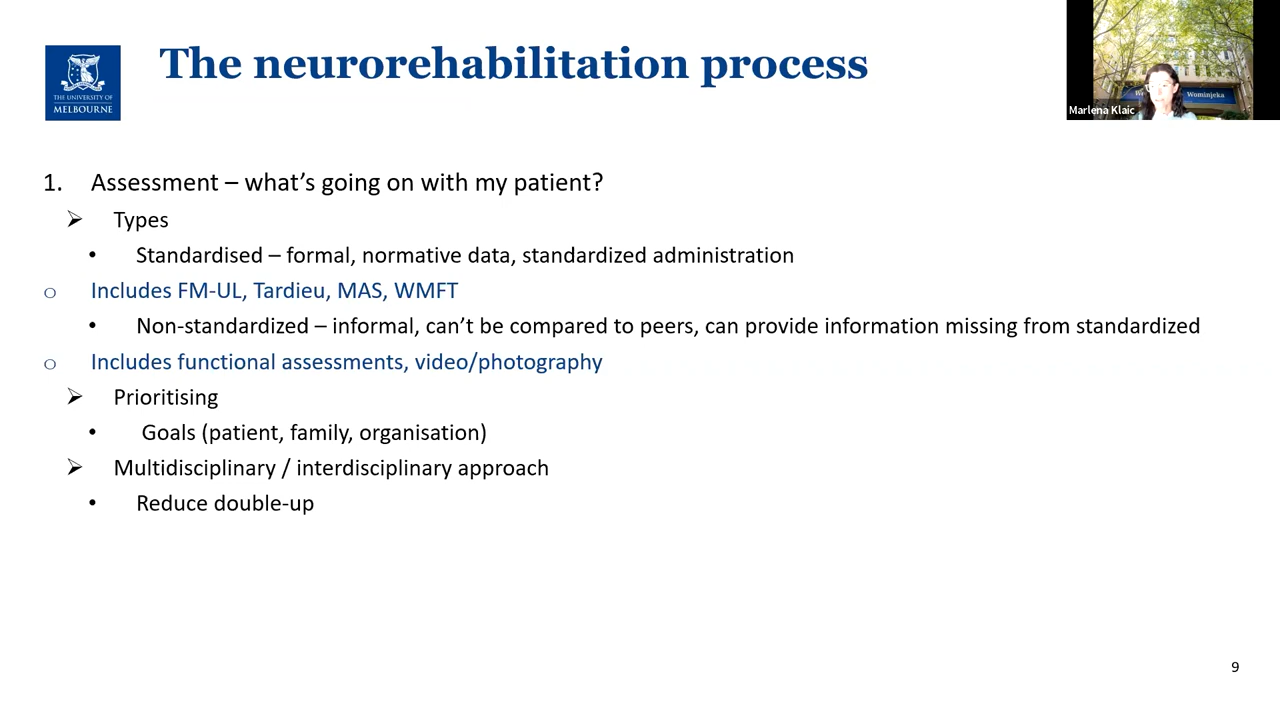 The neurorehabilitation process
THE UNIVERSITY OF
MELBOURNE
Wominjeka
Marlena Klaic
1. Assessment – what's going on with my patient?
➢ Types
• Standardised – formal, normative data, standardized administration
o Includes FM-UL, Tardieu, MAS, WMFT
• Non-standardized – informal, can't be compared to peers, can provide information missing from standardized
o Includes functional assessments, video/photography
➢ Prioritising
• Goals (patient, family, organisation)
➢ Multidisciplinary / interdisciplinary approach
• Reduce double-up
9